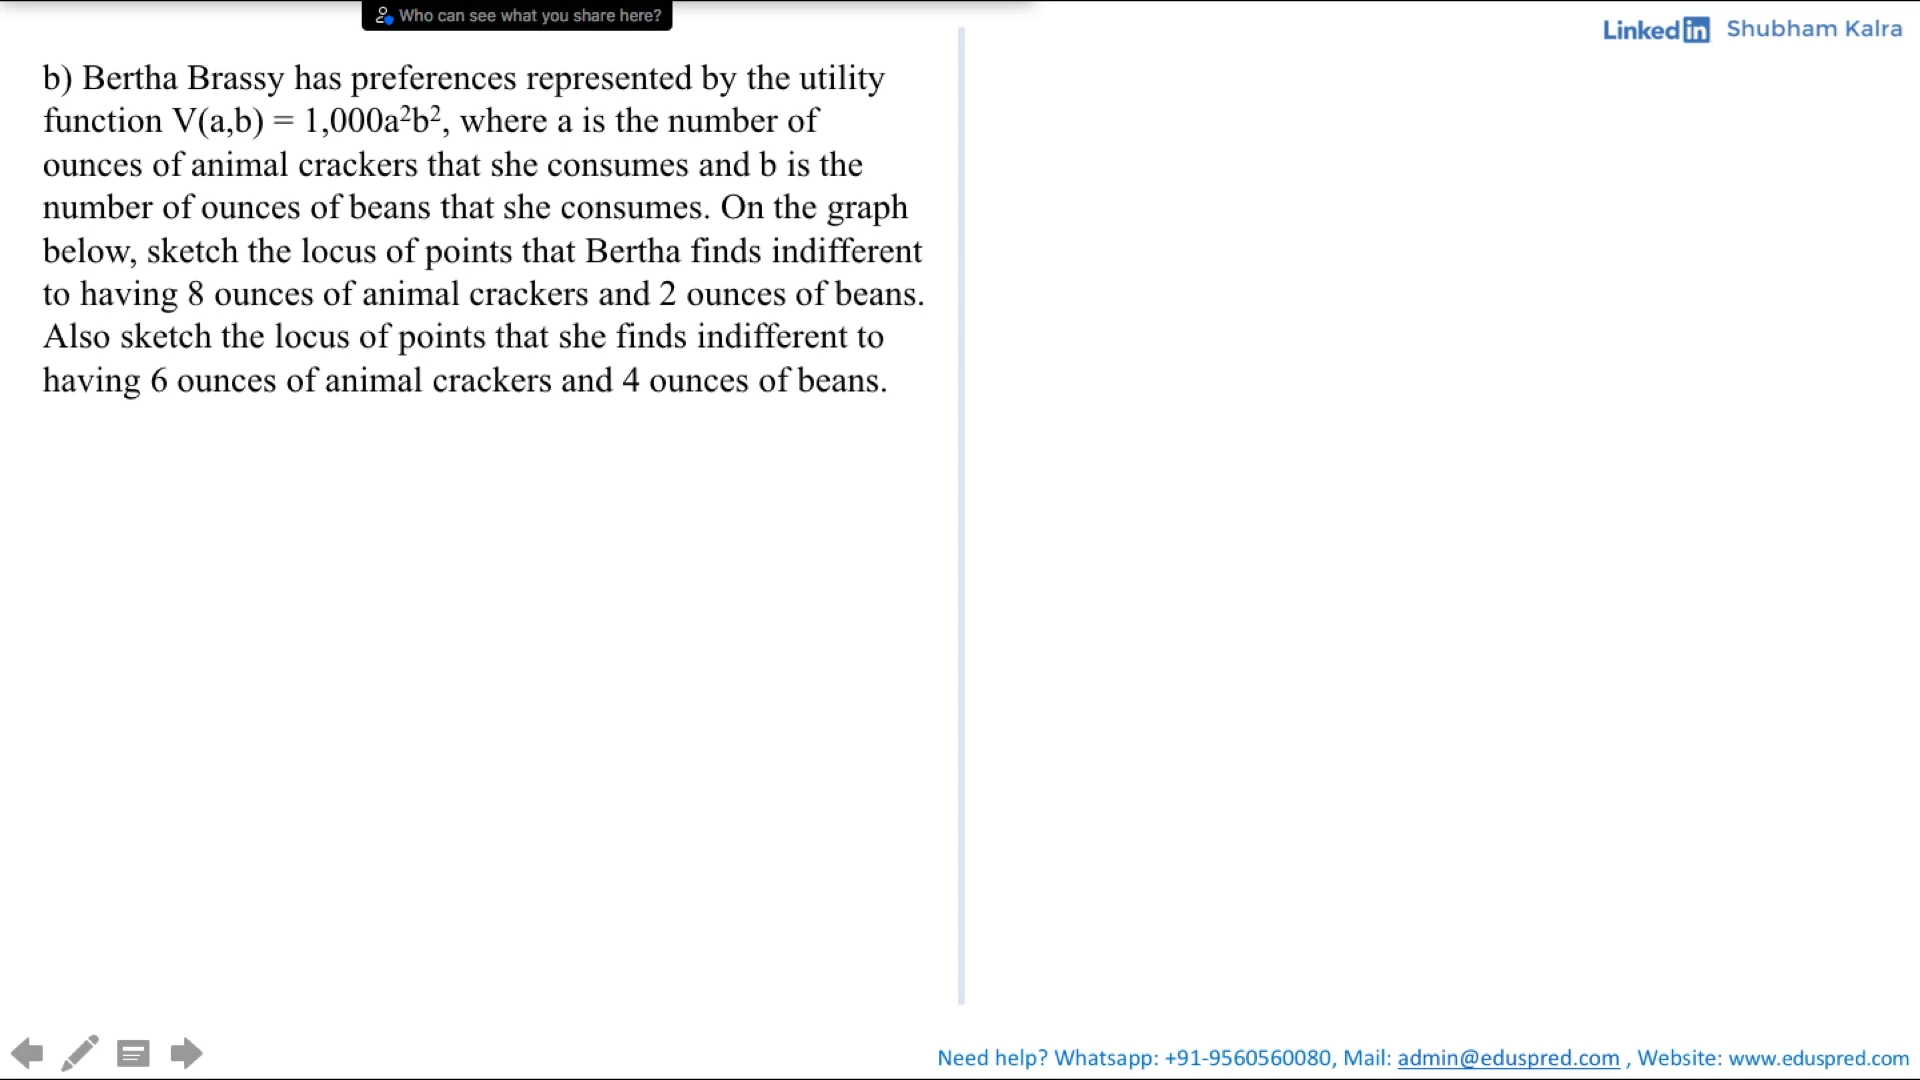 Who can see what you share here?
Linked in Shubham Kalra
b) Bertha Brassy has preferences represented by the utility
function V(a,b) = 1,000a²b², where a is the number of
ounces of animal crackers that she consumes and b is the
number of ounces of beans that she consumes. On the graph
below, sketch the locus of points that Bertha finds indifferent
to having 8 ounces of animal crackers and 2 ounces of beans.
Also sketch the locus of points that she finds indifferent to
having 6 ounces of animal crackers and 4 ounces of beans.
Need help? Whatsapp: +91-9560560080, Mail: admin@eduspred.com , Website: www.eduspred.com